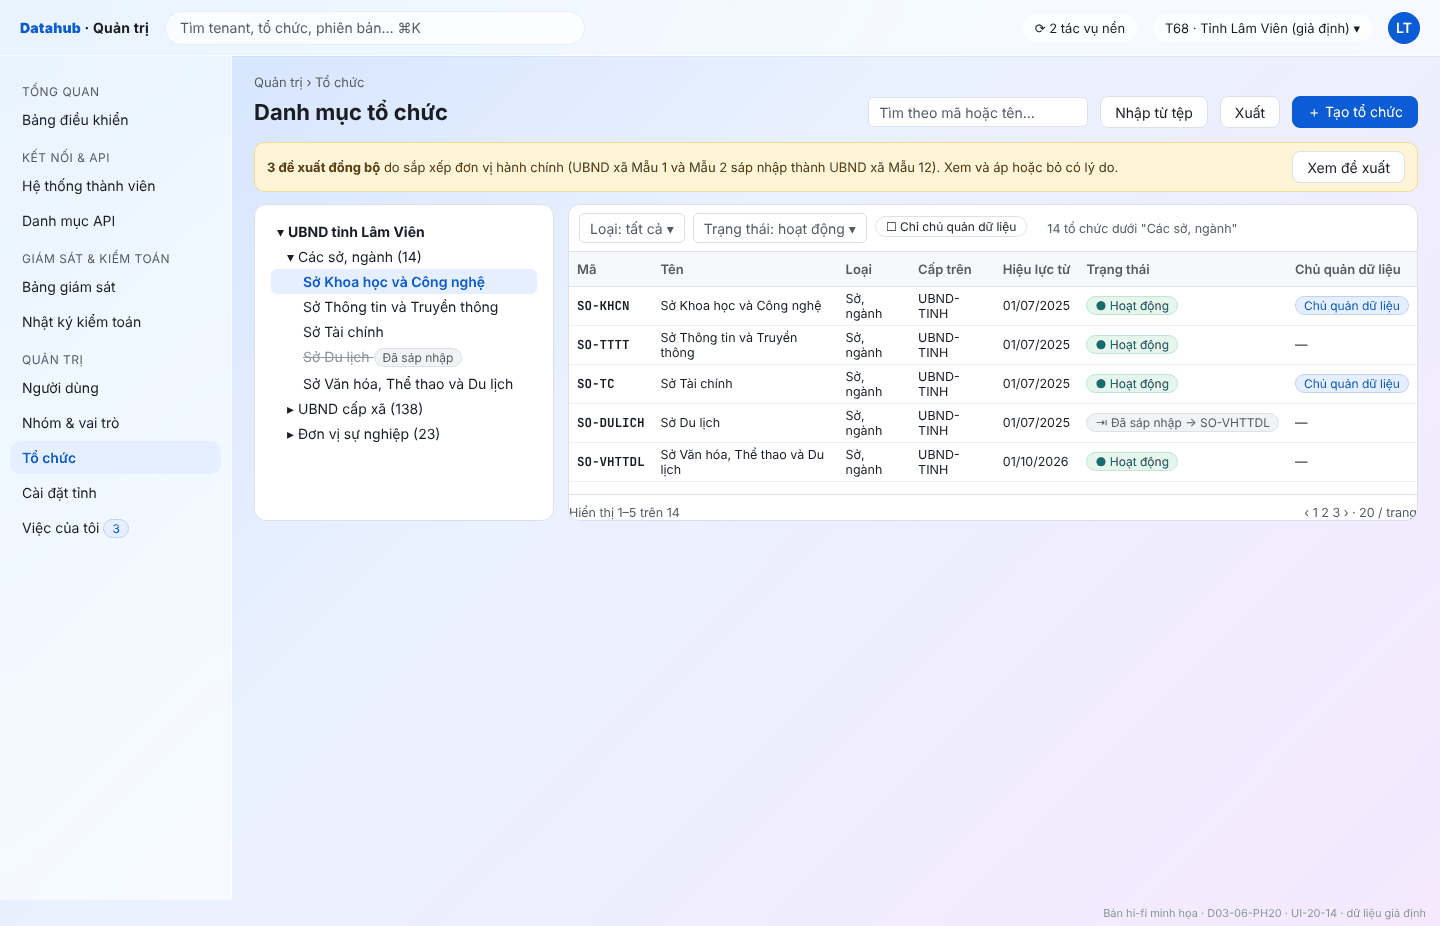 Datahub · Quản trị
Tìm tenant, tổ chức, phiên bản... ⌘K
⟳ 2 tác vụ nền
T68 · Tỉnh Lâm Viên (giả định) ▾
LT
TỔNG QUAN
Bảng điều khiển
KẾT NỐI & API
Hệ thống thành viên
Danh mục API
GIÁM SÁT & KIỂM TOÁN
Bảng giám sát
Nhật ký kiểm toán
QUẢN TRỊ
Người dùng
Nhóm & vai trò
Tổ chức
Cài đặt tỉnh
Việc của tôi 3
Quản trị › Tổ chức
Danh mục tổ chức
Tìm theo mã hoặc tên...
Nhập từ tệp
Xuất
+ Tạo tổ chức
3 đề xuất đồng bộ do sắp xếp đơn vị hành chính (UBND xã Mẫu 1 và Mẫu 2 sáp nhập thành UBND xã Mẫu 12). Xem và áp hoặc bỏ có lý do.
Xem đề xuất
▾ UBND tỉnh Lâm Viên
▾ Các sở, ngành (14)
Sở Khoa học và Công nghệ
Sở Thông tin và Truyền thông
Sở Tài chính
Sở Du lịch Đã sáp nhập
Sở Văn hóa, Thể thao và Du lịch
▸ UBND cấp xã (138)
▸ Đơn vị sự nghiệp (23)
Loại: tất cả ▾
Trạng thái: hoạt động ▾
☐ Chỉ chủ quản dữ liệu
14 tổ chức dưới "Các sở, ngành"
Mã Tên Loại Cấp trên Hiệu lực từ Trạng thái Chủ quản dữ liệu
SO-KHCN Sở Khoa học và Công nghệ Sở, ngành UBND-TINH 01/07/2025 ● Hoạt động Chủ quản dữ liệu
SO-TTTT Sở Thông tin và Truyền thông Sở, ngành UBND-TINH 01/07/2025 ● Hoạt động —
SO-TC Sở Tài chính Sở, ngành UBND-TINH 01/07/2025 ● Hoạt động Chủ quản dữ liệu
SO-DULICH Sở Du lịch Sở, ngành UBND-TINH 01/07/2025 ⇥ Đã sáp nhập → SO-VHTTDL —
SO-VHTTDL Sở Văn hóa, Thể thao và Du lịch Sở, ngành UBND-TINH 01/10/2026 ● Hoạt động —
Hiển thị 1–5 trên 14
‹ 1 2 3 › · 20 / trang
Bản hi-fi minh họa · D03-06-PH20 · UI-20-14 · dữ liệu giả định